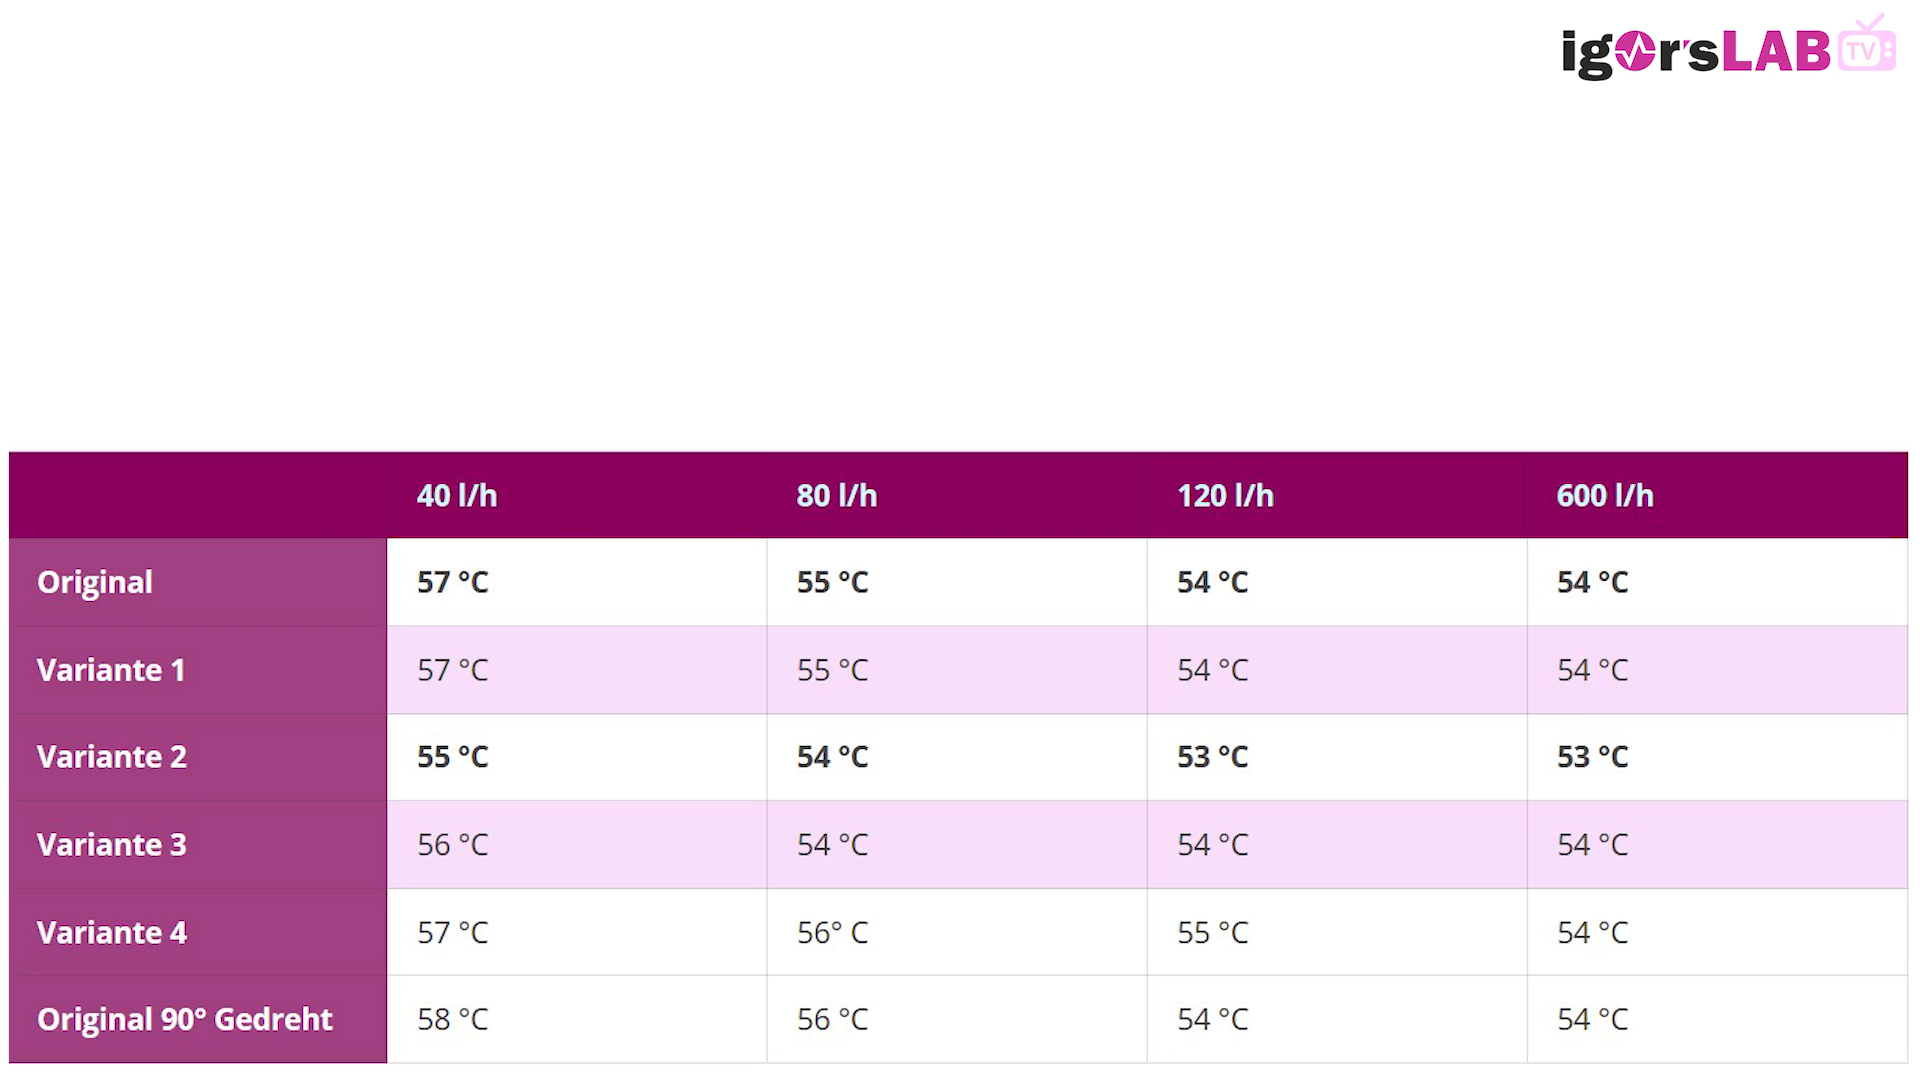 igor'sLAB TV
40 l/h 80 l/h 120 l/h 600 l/h
Original 57 °C 55 °C 54 °C 54 °C
Variante 1 57 °C 55 °C 54 °C 54 °C
Variante 2 55 °C 54 °C 53 °C 53 °C
Variante 3 56 °C 54 °C 54 °C 54 °C
Variante 4 57 °C 56° C 55 °C 54 °C
Original 90° Gedreht 58 °C 56 °C 54 °C 54 °C